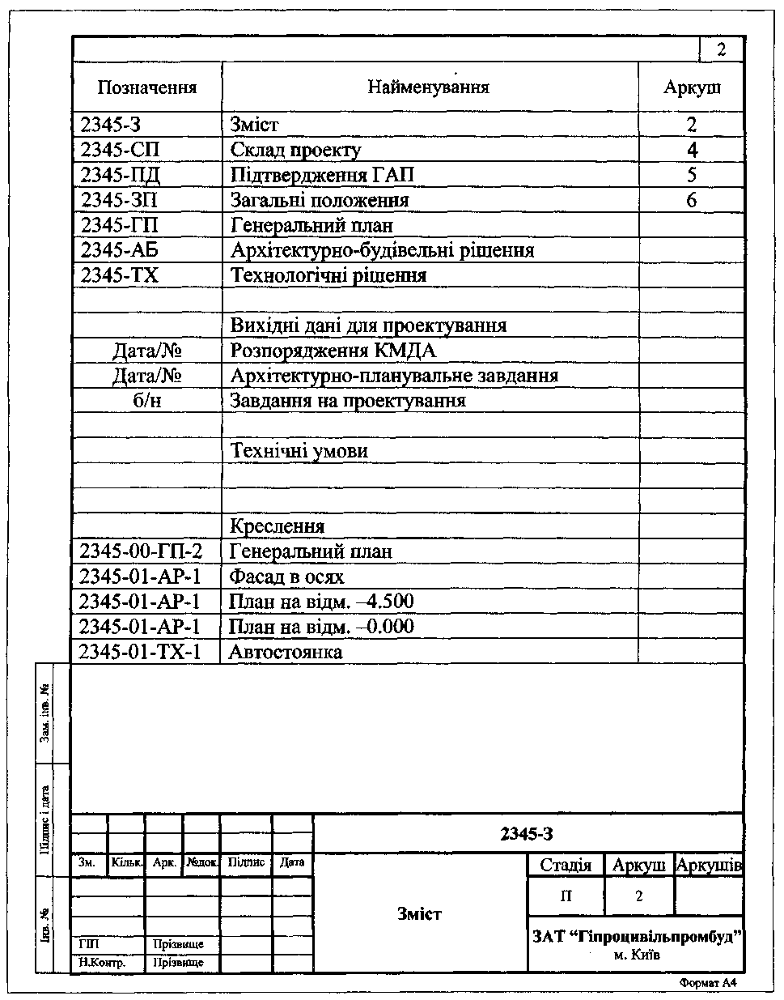 2
Позначення Найменування Аркуш
2345-З Зміст 2
2345-СП Склад проекту 4
2345-ПД Підтвердження ГАП 5
2345-ЗП Загальні положення 6
2345-ГП Генеральний план
2345-АБ Архітектурно-будівельні рішення
2345-ТХ Технологічні рішення
Вихідні дані для проектування
Дата/№ Розпорядження КМДА
Дата/№ Архітектурно-планувальне завдання
б/н Завдання на проектування
Технічні умови
Креслення
2345-00-ГП-2 Генеральний план
2345-01-АР-1 Фасад в осях
2345-01-АР-1 План на відм. –4.500
2345-01-АР-1 План на відм. –0.000
2345-01-ТХ-1 Автостоянка
Зам. інв. №
Підпис і дата
Інв. №
2345-З
Зм. Кільк. Арк. №док. Підпис Дата
Стадія Аркуш Аркушів
П 2
Зміст
ГІП Прізвище
Н.Контр. Прізвище
ЗАТ “Гіпроцивільпромбуд”
м. Київ
Формат А4